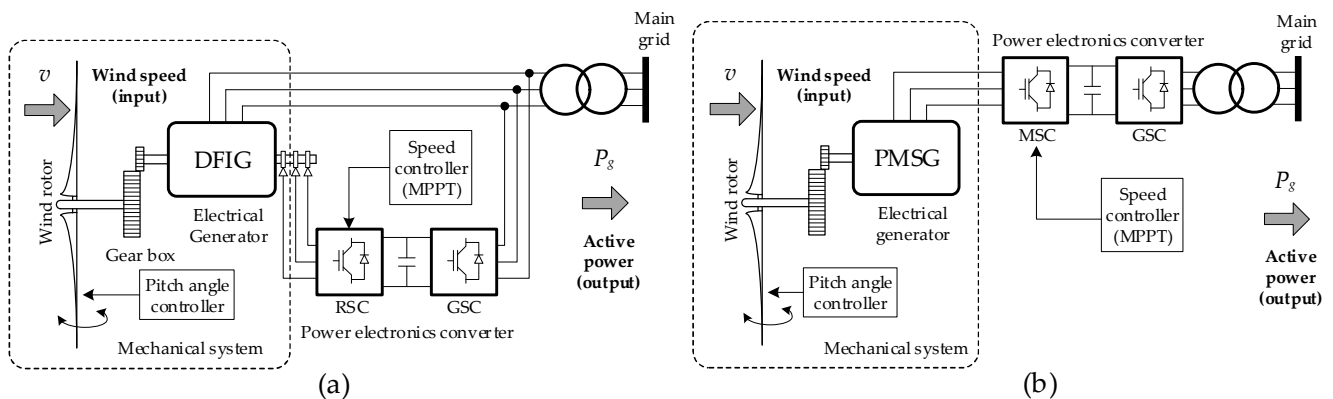 v
Wind speed
(input)
DFIG
Wind rotor
Gear box
Electrical
Generator
Pitch angle
controller
Mechanical system
Speed
controller
(MPPT)
RSC
GSC
Power electronics converter
Main
grid
Pg
Active
power
(output)
(a)
v
Wind speed
(input)
PMSG
Wind rotor
Electrical
generator
Pitch angle
controller
Mechanical system
Power electronics converter
MSC
GSC
Speed
controller
(MPPT)
Main
grid
Pg
Active
power
(output)
(b)